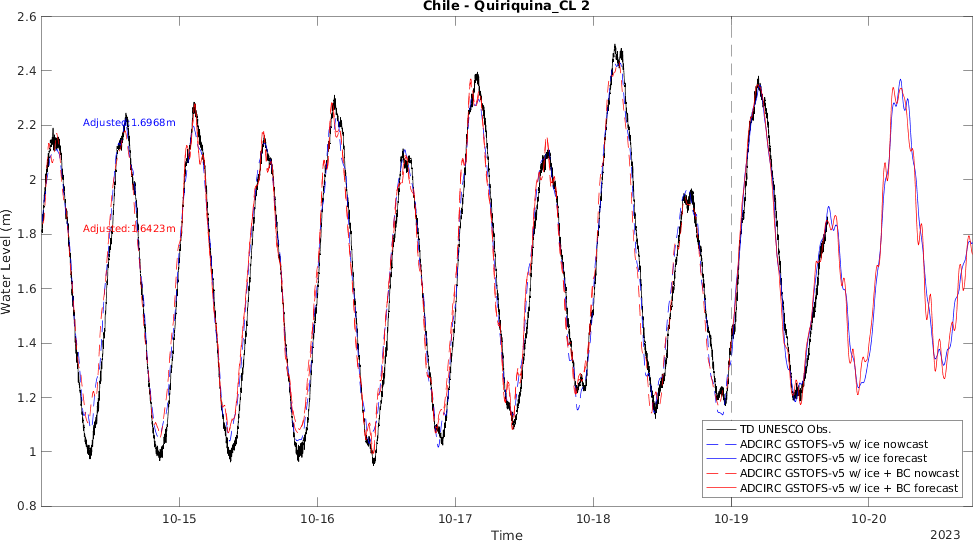 Chile - Quiriquina_CL 2
2.6
2.4
2.2
2
1.8
1.6
1.4
1.2
1
0.8
Water Level (m)
Adjusted:1.6968m
Adjusted:1.6423m
TD UNESCO Obs.
ADCIRC GSTOFS-v5 w/ ice nowcast
ADCIRC GSTOFS-v5 w/ ice forecast
ADCIRC GSTOFS-v5 w/ ice + BC nowcast
ADCIRC GSTOFS-v5 w/ ice + BC forecast
10-15 10-16 10-17 10-18 10-19 10-20
Time
2023